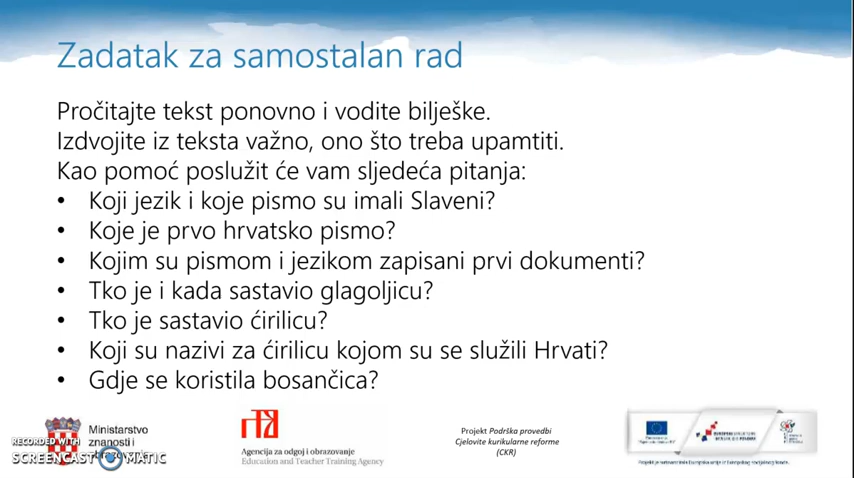 Zadatak za samostalan rad
Pročitajte tekst ponovno i vodite bilješke.
Izdvojite iz teksta važno, ono što treba upamtiti.
Kao pomoć poslužit će vam sljedeća pitanja:
• Koji jezik i koje pismo su imali Slaveni?
• Koje je prvo hrvatsko pismo?
• Kojim su pismom i jezikom zapisani prvi dokumenti?
• Tko je i kada sastavio glagoljicu?
• Tko je sastavio ćirilicu?
• Koji su nazivi za ćirilicu kojom su se služili Hrvati?
• Gdje se koristila bosančica?
Ministarstvo
znanosti i
RECORDED WITH
SCREENCAST MATIC
Agencija za odgoj i obrazovanje
Education and Teacher Training Agency
Projekt Podrška provedbi
Cjelovite kurikularne reforme
(CKR)